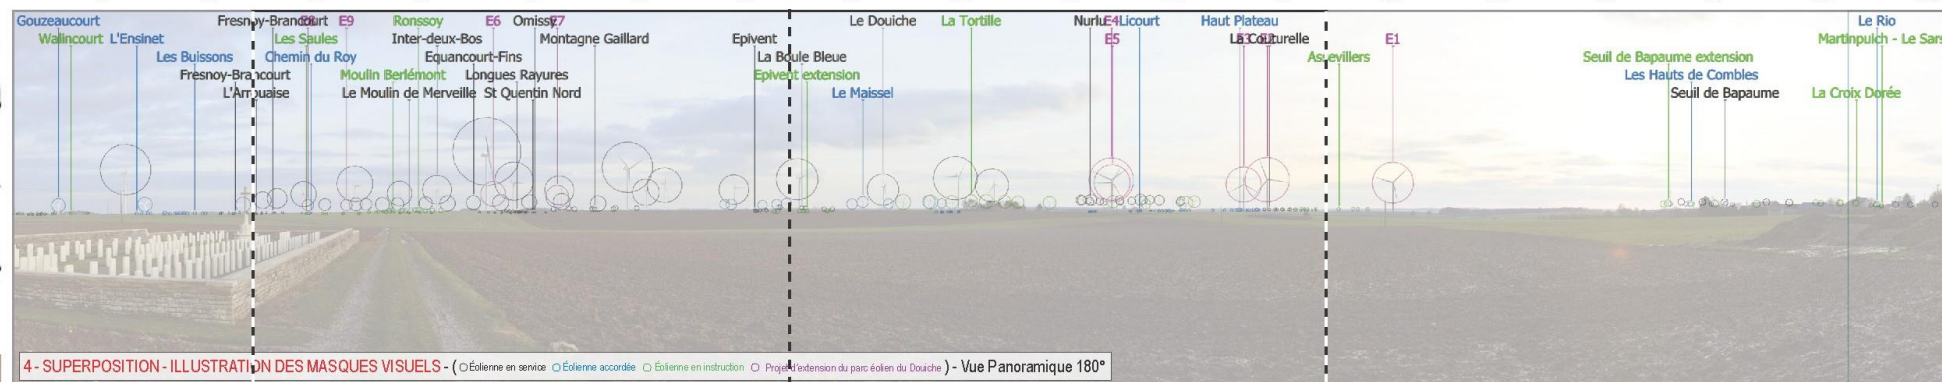 Gouzeaucourt Fresnoy-Brancourt E8 E9 Ronssoy E6 Omissy E7 Le Douiche La Tortille Nurlu E4 Licourt Haut Plateau Le Rio
Walincourt L'Ensinet Les Saules Inter-deux-Bos Montagne Gaillard Epivent E5 E3 E2 La Couturelle E1 Martinpuich - Le Sars
Les Buissons Chemin du Roy Equancourt-Fins La Boule Bleue Assevillers Seuil de Bapaume extension
Fresnoy-Brancourt Moulin Berlémont Longues Rayures Epivent extension Les Hauts de Combles
L'Arrouaise Le Moulin de Merveille St Quentin Nord Le Maissel Seuil de Bapaume La Croix Dorée
4 - SUPERPOSITION - ILLUSTRATION DES MASQUES VISUELS - ( Éolienne en service Éolienne accordée Éolienne en instruction Projet d'extension du parc éolien du Douiche ) - Vue Panoramique 180°